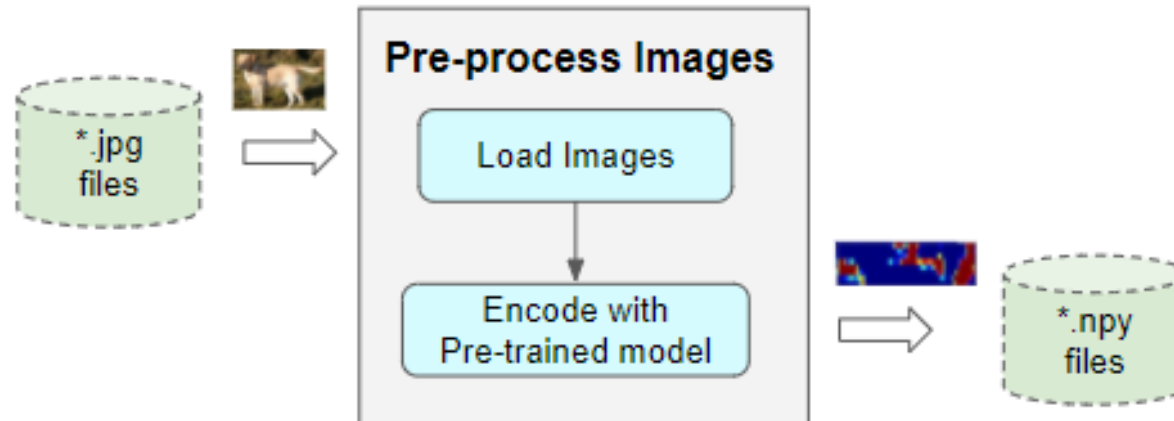 Pre-process Images
*.jpg
files
Load Images
Encode with
Pre-trained model
*.npy
files